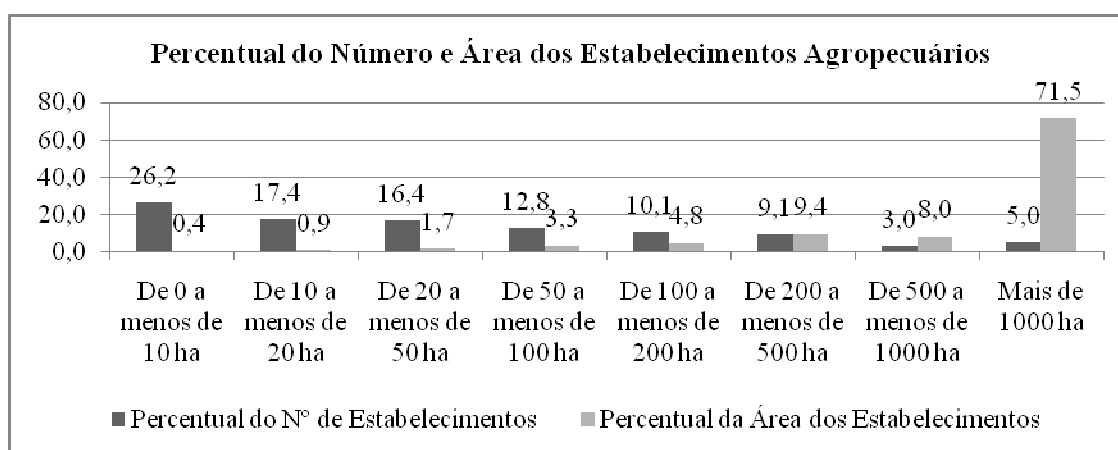 Percentual do Número e Área dos Estabelecimentos Agropecuários
80,0
60,0
40,0
20,0
0,0
26,2
0,4
17,4
0,9
16,4
1,7
12,8
3,3
10,1
4,8
9,1
9,4
3,0
8,0
5,0
71,5
De 0 a
menos de
10 ha
De 10 a
menos de
20 ha
De 20 a
menos de
50 ha
De 50 a
menos de
100 ha
De 100 a
menos de
200 ha
De 200 a
menos de
500 ha
De 500 a
menos de
1000 ha
Mais de
1000 ha
Percentual do Nº de Estabelecimentos
Percentual da Área dos Estabelecimentos